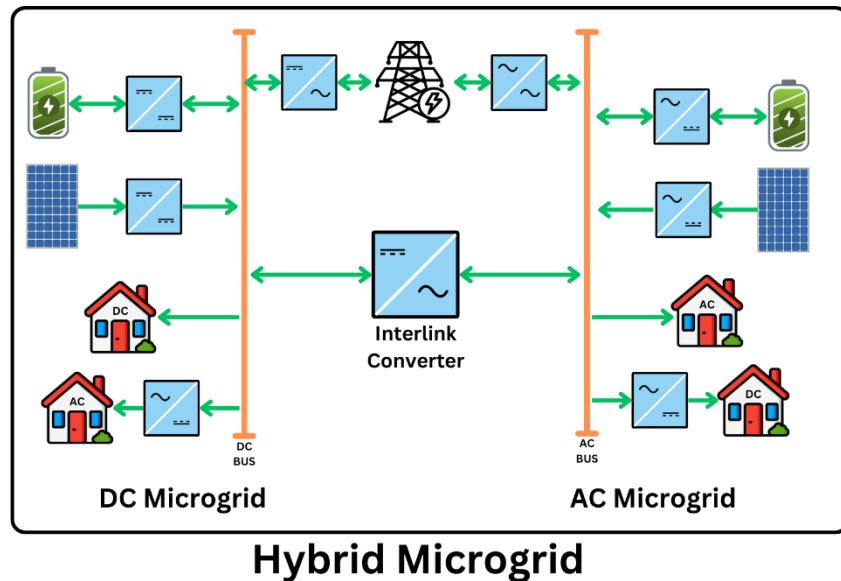 DC
AC
Interlink
Converter
AC
DC
DC
BUS
AC
BUS
DC Microgrid
AC Microgrid
Hybrid Microgrid